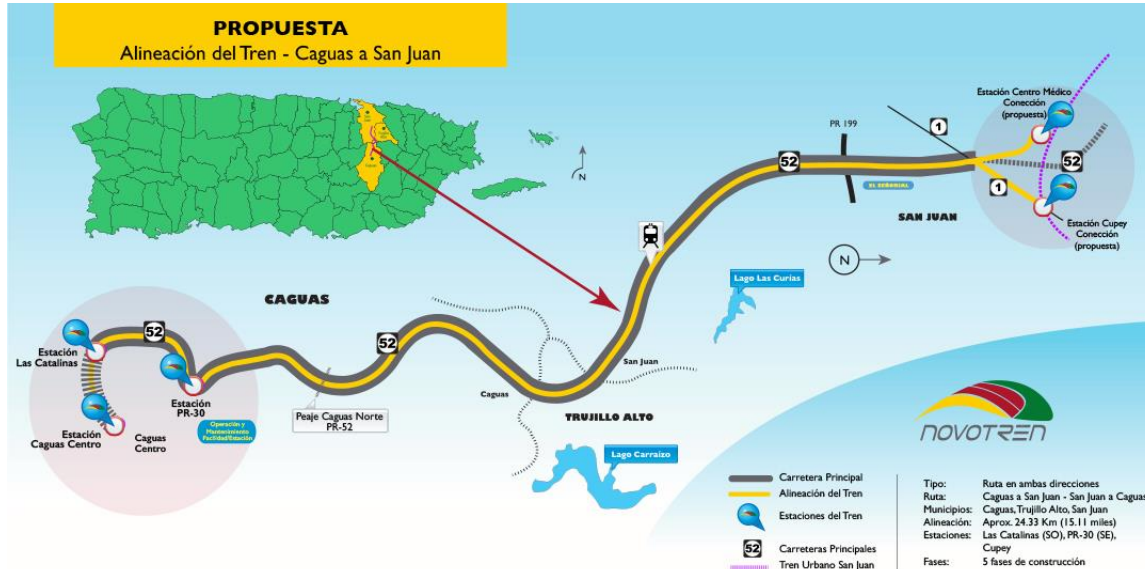 PROPUESTA
Alineación del Tren - Caguas a San Juan
N
Estación Centro Médico
Conección
(propuesta)
PR 199
1
52
52
EL SEÑORIAL
1
SAN JUAN
Estación Cupey
Conección
(propuesta)
N
Lago Las Curías
CAGUAS
52
52
Estación
Las Catalinas
Estación
PR-30
San Juan
Caguas
Peaje Caguas Norte
PR-52
TRUJILLO ALTO
Operación y
Mantenimiento
Facilidad/Estación
Estación
Caguas Centro
Caguas
Centro
Lago Carraízo
NOVOTREN
Carretera Principal
Alineación del Tren
Estaciones del Tren
52
Carreteras Principales
Tren Urbano San Juan
Tipo: Ruta en ambas direcciones
Ruta: Caguas a San Juan - San Juan a Caguas
Municipios: Caguas, Trujillo Alto, San Juan
Alineación: Aprox. 24.33 Km (15.11 miles)
Estaciones: Las Catalinas (SO), PR-30 (SE),
Cupey
Fases: 5 fases de construcción